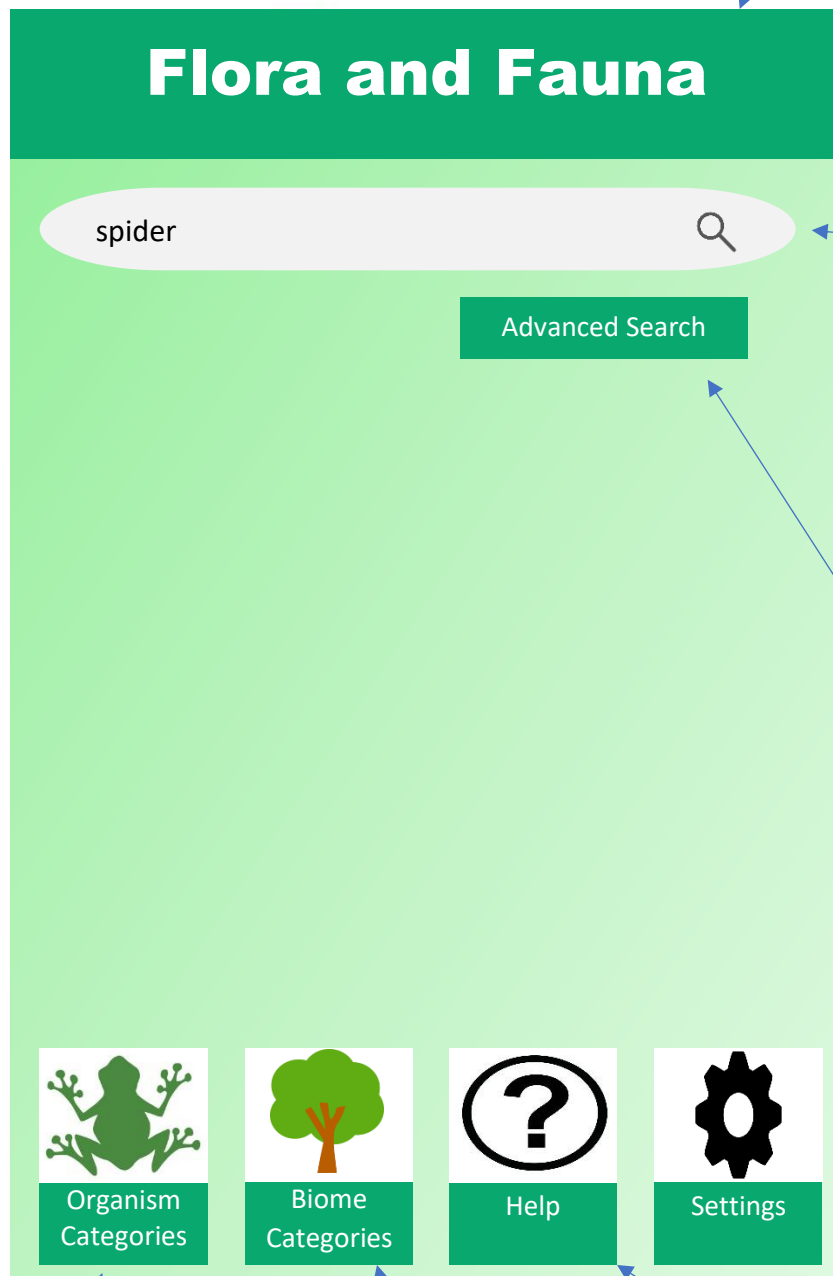 Flora and Fauna
spider
Advanced Search
Organism
Categories
Biome
Categories
Help
Settings